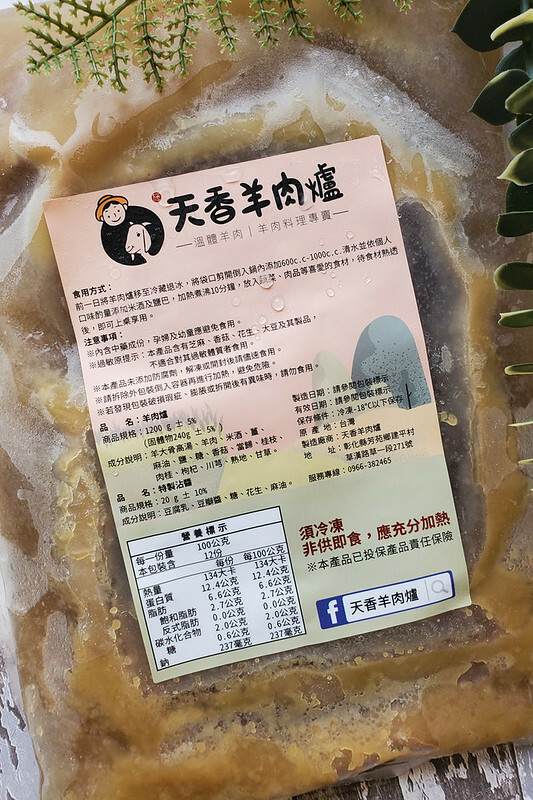 天香羊肉爐
溫體羊肉｜羊肉料理專賣
食用方式：
前一日將羊肉爐移至冷藏退冰，將袋口剪開倒入鍋內添加600c.c-1000c.c.清水並依個人
口味酌量添加米酒及鹽巴，加熱煮沸10分鐘，放入蔬菜、肉品等喜愛的食材，待食材熟透
後，即可上桌享用。
注意事項：
※內含中藥成份，孕婦及幼童應避免食用。
※過敏原提示：本產品含有芝麻、香菇、花生、大豆及其製品，
不適合對其過敏體質者食用。
※本產品未添加防腐劑，解凍或開封後請儘速食用。
※請拆除外包裝倒入容器再進行加熱，避免危險。
※若發現包裝破損瑕疵、膨脹或拆開後有異味時，請勿食用。
品　　名：羊肉爐
商品規格：1200 g ± 5%
(固體物240g ± 5%)
成分說明：羊大骨高湯、羊肉、米酒、薑、
麻油、鹽、糖、香菇、當歸、桂枝、
肉桂、枸杞、川芎、熟地、甘草。
品　　名：特製沾醬
商品規格：20 g ± 10%
成分說明：豆腐乳、豆瓣醬、糖、花生、麻油。
製造日期：請參閱包裝標示
有效日期：請參閱包裝標示
保存條件：冷凍-18°C以下保存
原 產 地：台灣
製造廠商：天香羊肉爐
地　　址：彰化縣芳苑鄉建平村
草漢路草一段271號
服務專線：0966-382465
營養標示
每一份量 100公克
本包裝含 12份
每份 每100公克
熱量 134大卡 134大卡
蛋白質 12.4公克 12.4公克
脂肪 6.6公克 6.6公克
飽和脂肪 2.7公克 2.7公克
反式脂肪 0.0公克 0.0公克
碳水化合物 2.0公克 2.0公克
糖 0.6公克 0.6公克
鈉 237毫克 237毫克
須冷凍
非供即食，應充分加熱
※本產品已投保產品責任保險
f 天香羊肉爐